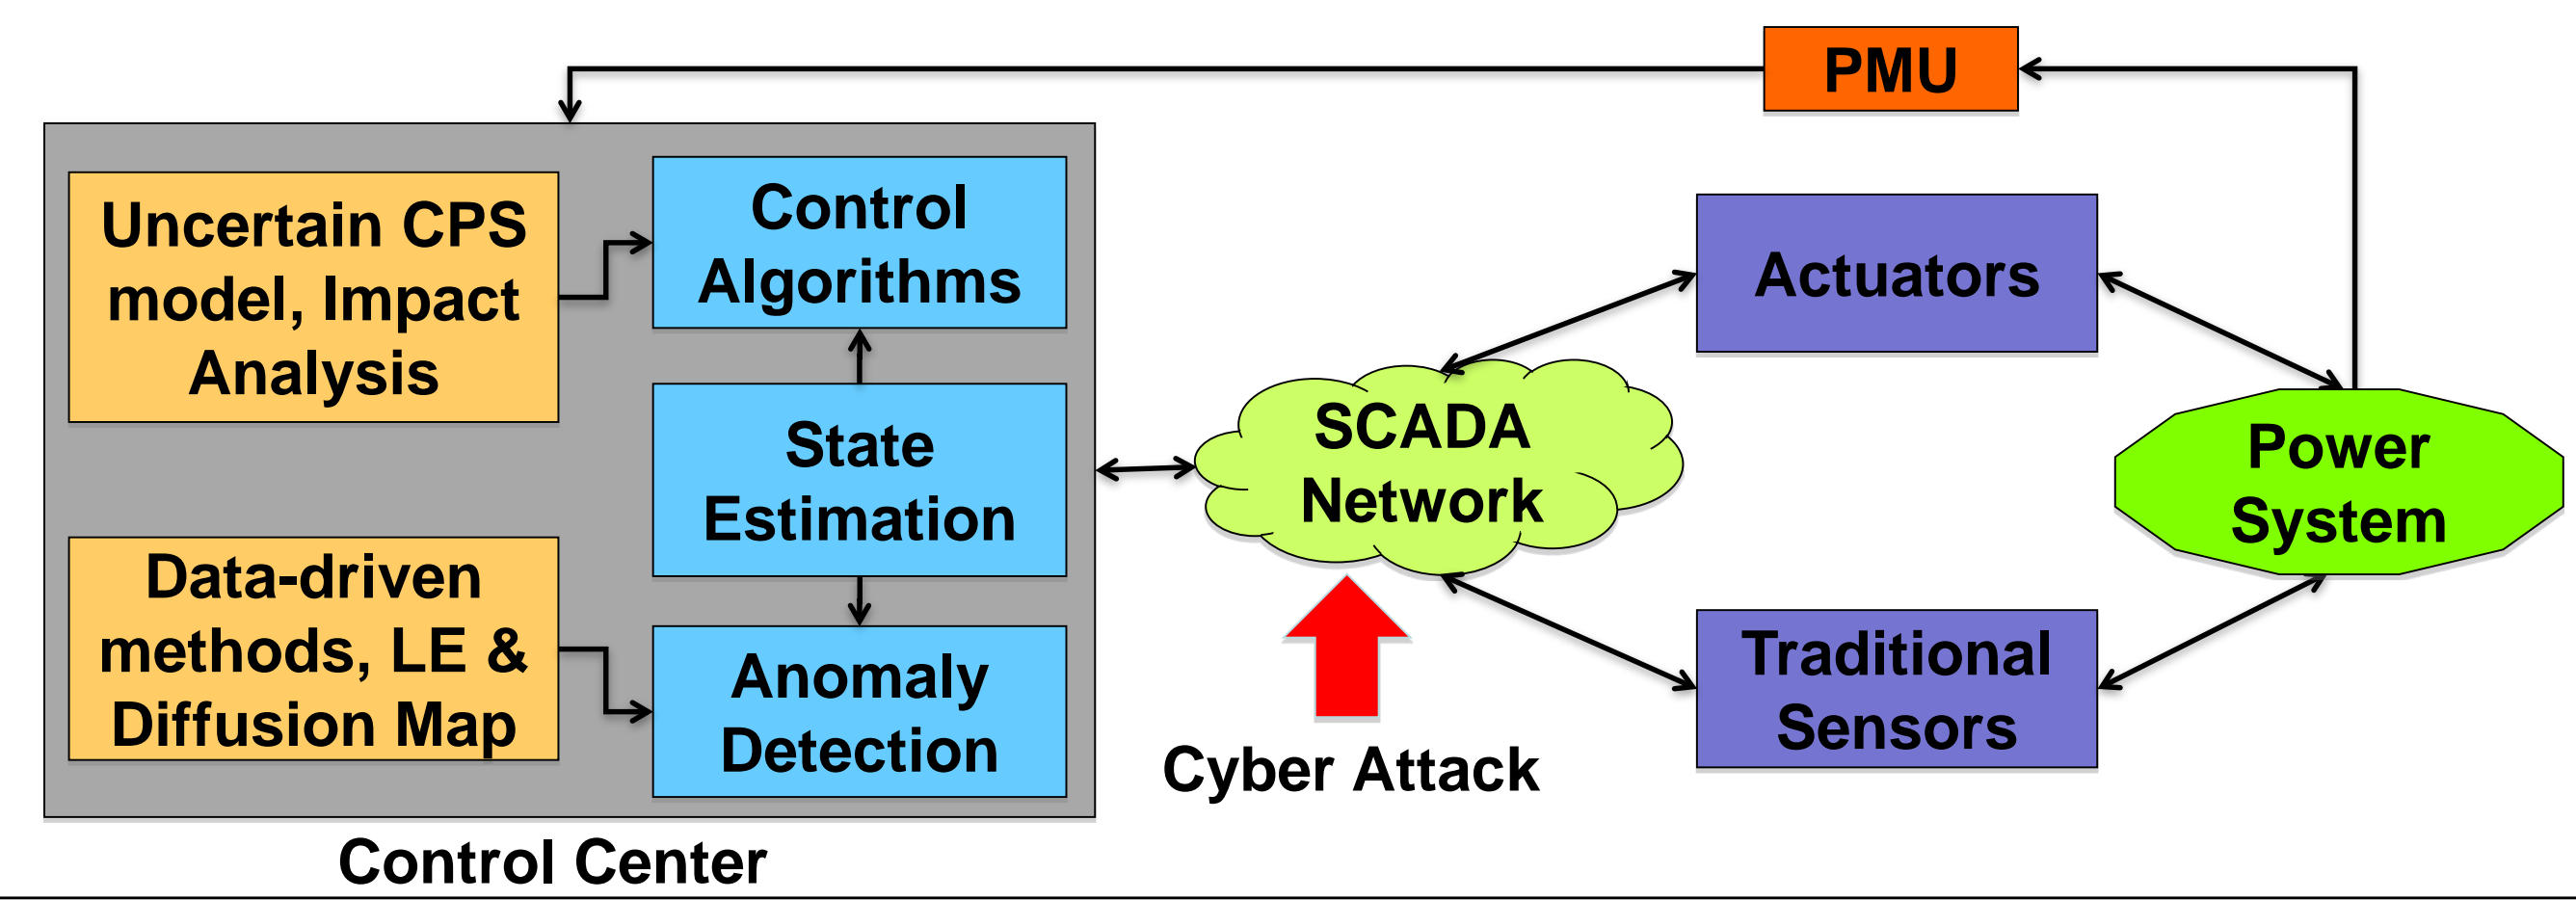 PMU
Uncertain CPS
model, Impact
Analysis
Control
Algorithms
Actuators
State
Estimation
SCADA
Network
Power
System
Data-driven
methods, LE &
Diffusion Map
Anomaly
Detection
Traditional
Sensors
Cyber Attack
Control Center